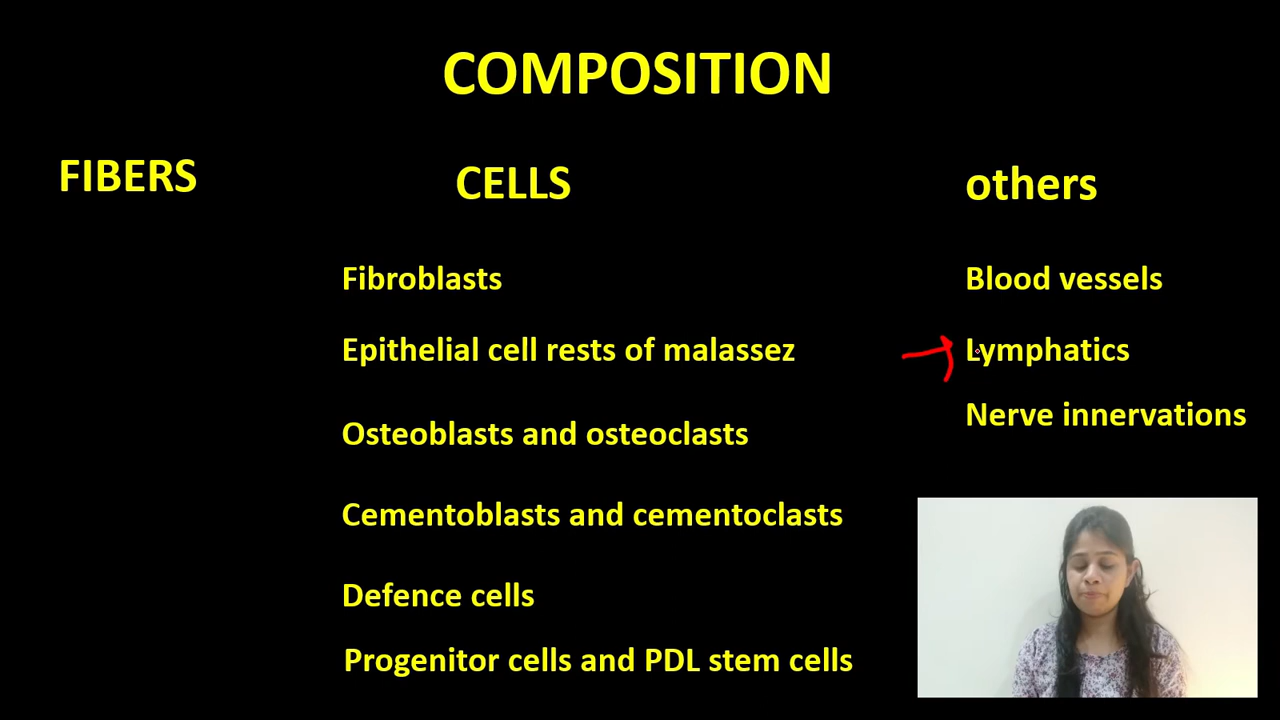 COMPOSITION
FIBERS
CELLS
others
Fibroblasts
Epithelial cell rests of malassez
Osteoblasts and osteoclasts
Cementoblasts and cementoclasts
Defence cells
Progenitor cells and PDL stem cells
Blood vessels
Lymphatics
Nerve innervations